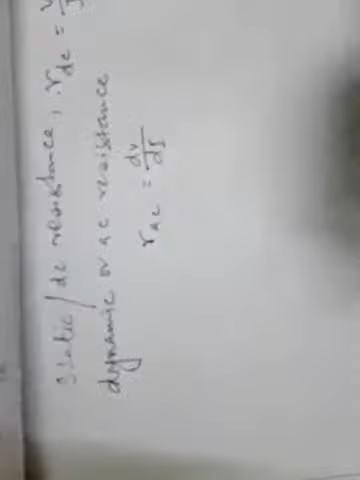 static / dc resistance, rdc = V
dynamic or ac resistance
rac = dv/dI